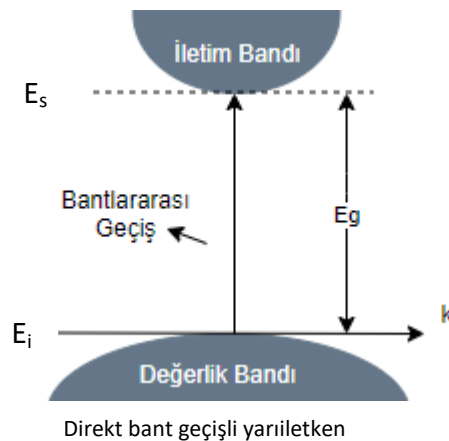 İletim Bandı
Es
Bantlararası
Geçiş
Eg
k
Ei
Değerlik Bandı
Direkt bant geçişli yarıiletken